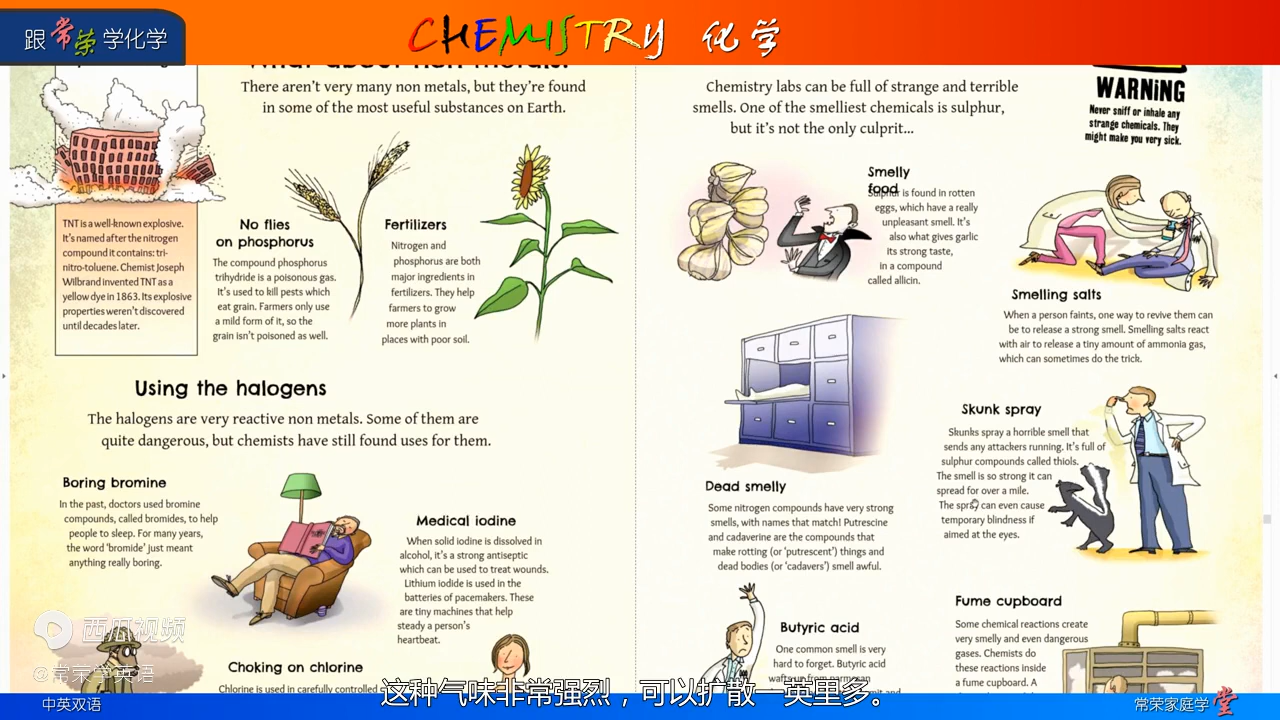 跟常荣学化学
CHEMISTRY 化学
What about non metals?
There aren't very many non metals, but they're found
in some of the most useful substances on Earth.
TNT is a well-known explosive.
It's named after the nitrogen
compound it contains: tri-
nitro-toluene. Chemist Joseph
Wilbrand invented TNT as a
yellow dye in 1863. Its explosive
properties weren't discovered
until decades later.
No flies
on phosphorus
The compound phosphorus
trihydride is a poisonous gas.
It's used to kill pests which
eat grain. Farmers only use
a mild form of it, so the
grain isn't poisoned as well.
Fertilizers
Nitrogen and
phosphorus are both
major ingredients in
fertilizers. They help
farmers to grow
more plants in
places with poor soil.
Using the halogens
The halogens are very reactive non metals. Some of them are
quite dangerous, but chemists have still found uses for them.
Boring bromine
In the past, doctors used bromine
compounds, called bromides, to help
people to sleep. For many years,
the word 'bromide' just meant
anything really boring.
Medical iodine
When solid iodine is dissolved in
alcohol, it's a strong antiseptic
which can be used to treat wounds.
Lithium iodide is used in the
batteries of pacemakers. These
are tiny machines that help
steady a person's
heartbeat.
Choking on chlorine
Chlorine is used in carefully controlled
Chemistry labs can be full of strange and terrible
smells. One of the smelliest chemicals is sulphur,
but it's not the only culprit...
WARNING
Never sniff or inhale any
strange chemicals. They
might make you very sick.
Smelly
food
Sulphur is found in rotten
eggs, which have a really
unpleasant smell. It's
also what gives garlic
its strong taste,
in a compound
called allicin.
Smelling salts
When a person faints, one way to revive them can
be to release a strong smell. Smelling salts react
with air to release a tiny amount of ammonia gas,
which can sometimes do the trick.
Dead smelly
Some nitrogen compounds have very strong
smells, with names that match! Putrescine
and cadaverine are the compounds that
make rotting (or 'putrescent') things and
dead bodies (or 'cadavers') smell awful.
Skunk spray
Skunks spray a horrible smell that
sends any attackers running. It's full of
sulphur compounds called thiols.
The smell is so strong it can
spread for over a mile.
The spray can even cause
temporary blindness if
aimed at the eyes.
Butyric acid
One common smell is very
hard to forget. Butyric acid
wafts up from parmesan
Fume cupboard
Some chemical reactions create
very smelly and even dangerous
gases. Chemists do
these reactions inside
a fume cupboard. A
西瓜视频
@常荣学英语
这种气味非常强烈，可以扩散一英里多。
中英双语
常荣家庭学堂